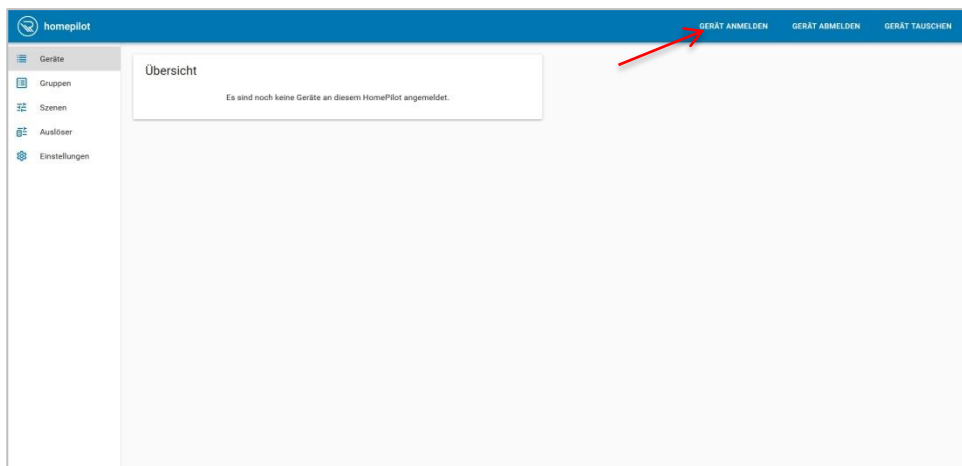 homepilot
GERÄT ANMELDEN
GERÄT ABMELDEN
GERÄT TAUSCHEN
Geräte
Gruppen
Szenen
Auslöser
Einstellungen
Übersicht
Es sind noch keine Geräte an diesem HomePilot angemeldet.